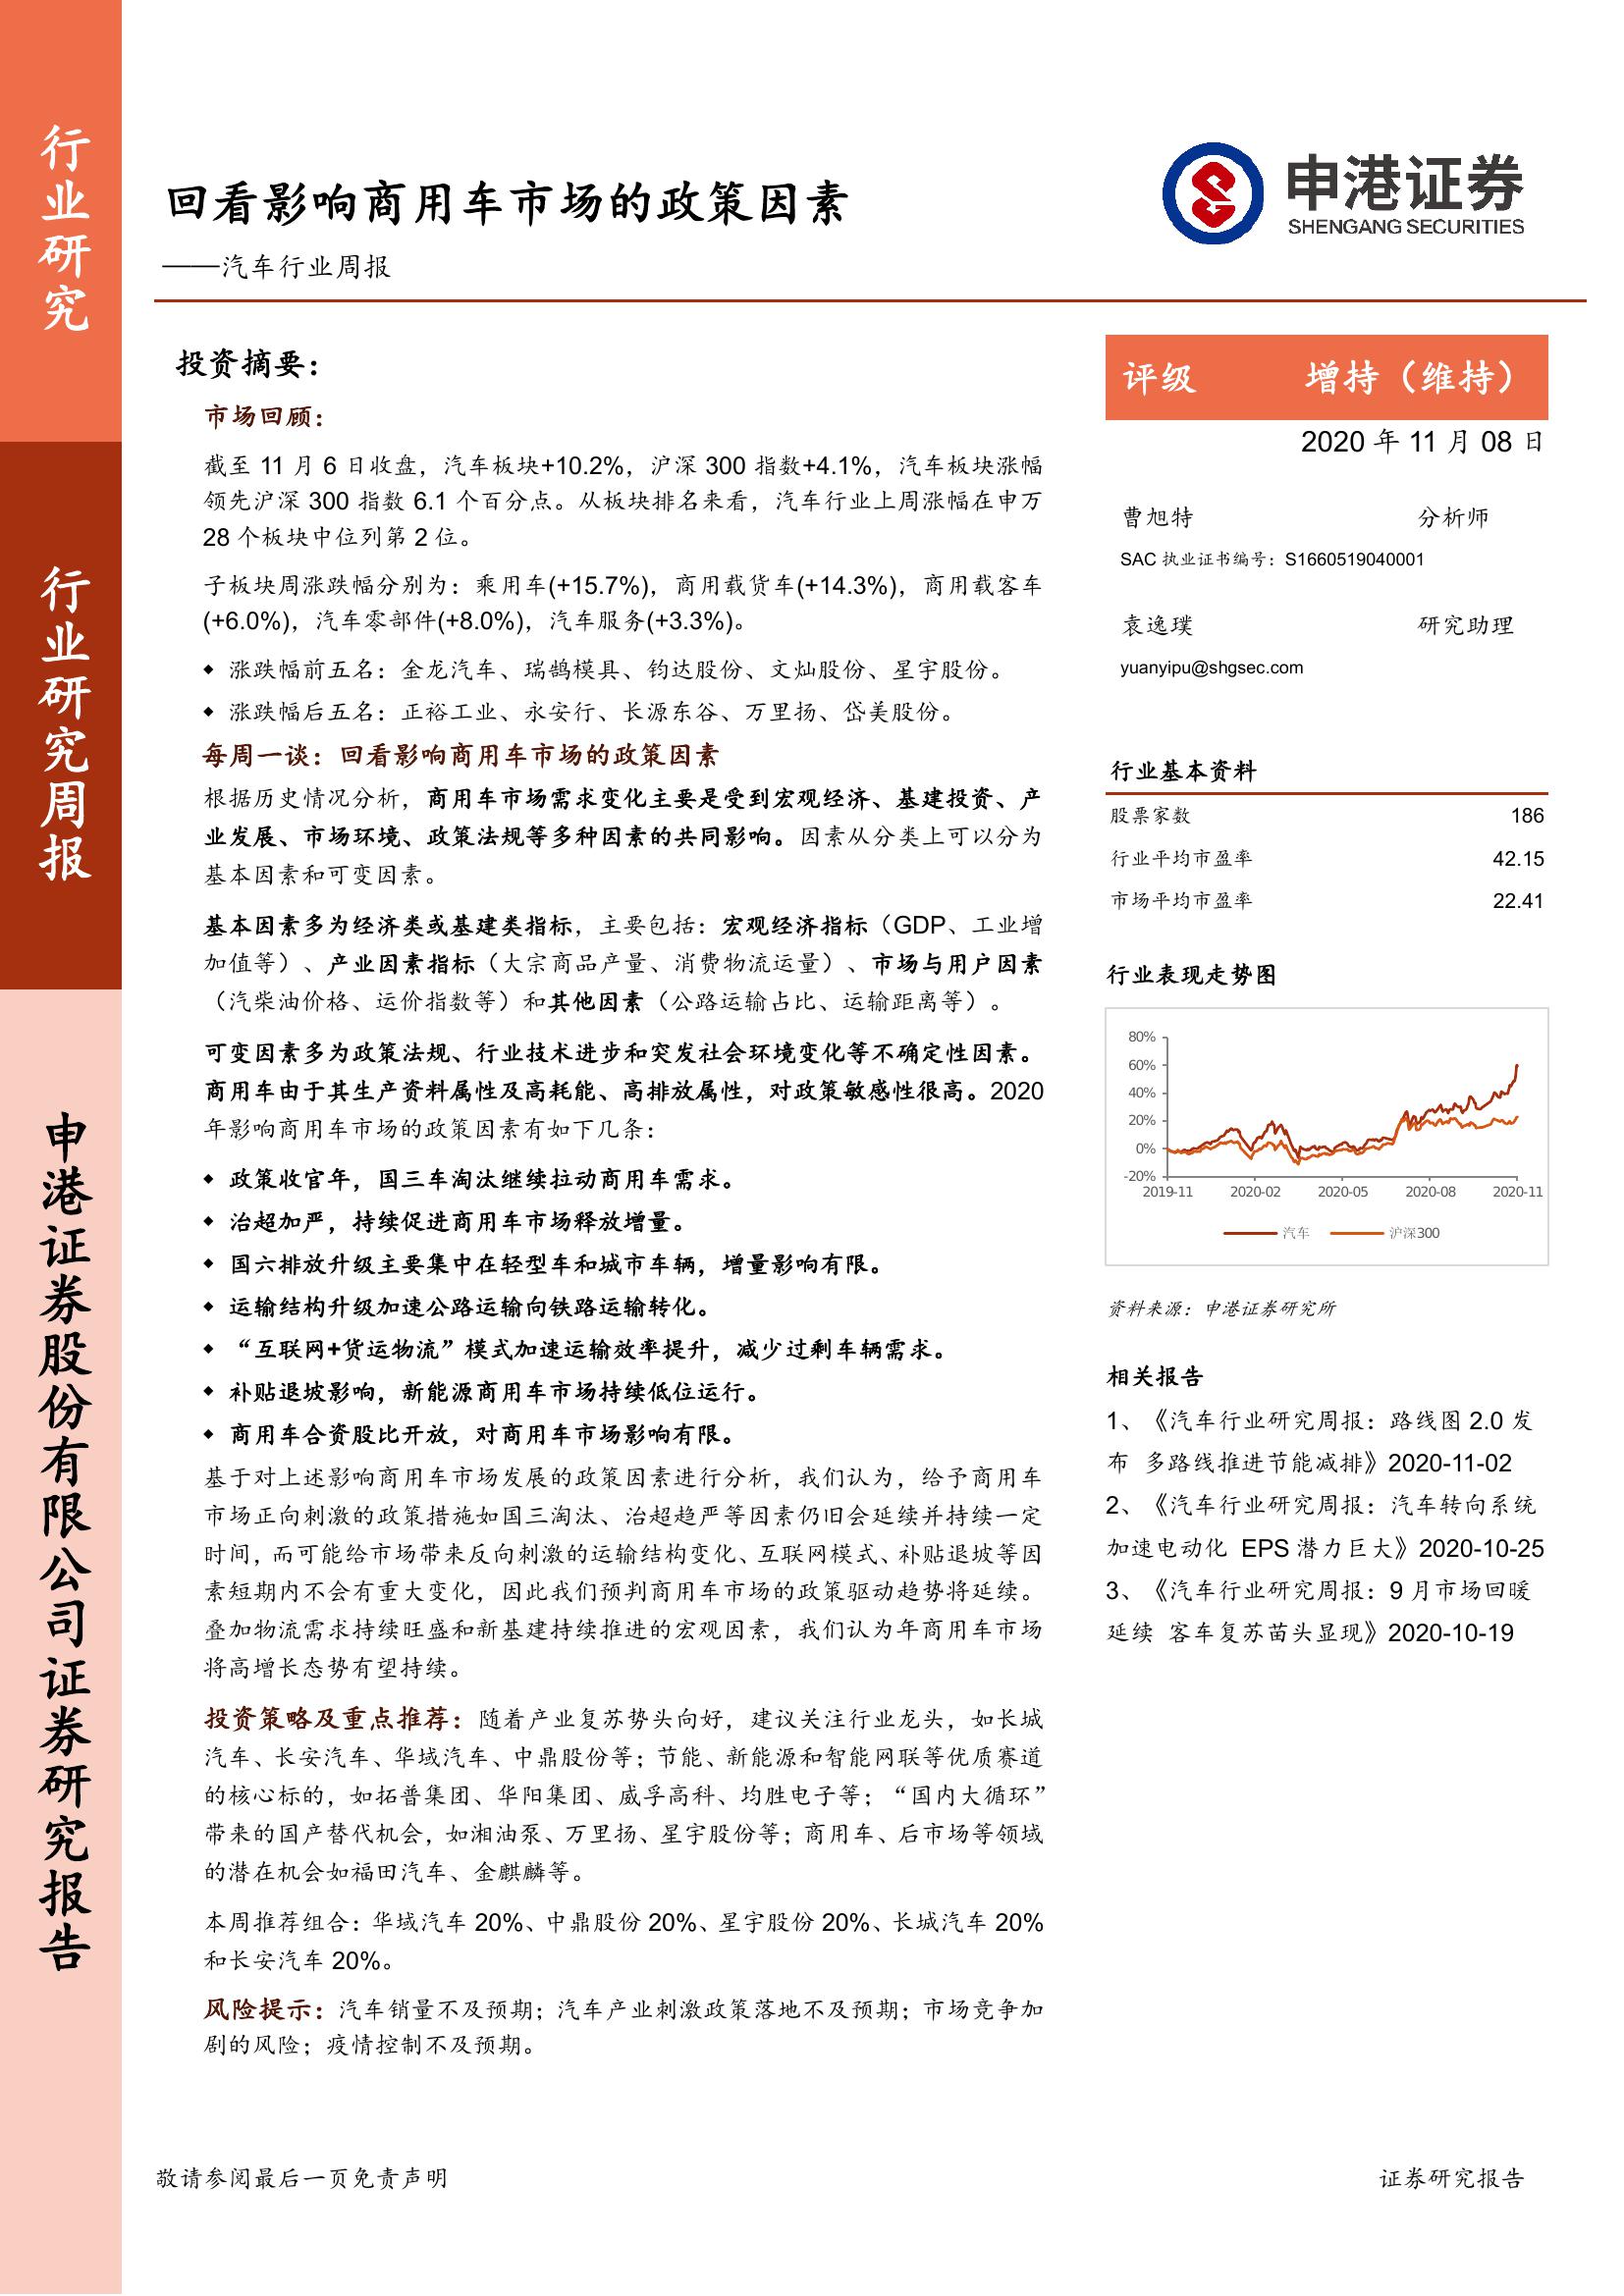 行业研究
行业研究周报
申港证券股份有限公司证券研究报告
回看影响商用车市场的政策因素
——汽车行业周报
申港证券
SHENGANG SECURITIES
投资摘要：
市场回顾：
截至 11 月 6 日收盘，汽车板块+10.2%，沪深 300 指数+4.1%，汽车板块涨幅
领先沪深 300 指数 6.1 个百分点。从板块排名来看，汽车行业上周涨幅在申万
28 个板块中位列第 2 位。
子板块周涨跌幅分别为：乘用车(+15.7%)，商用载货车(+14.3%)，商用载客车
(+6.0%)，汽车零部件(+8.0%)，汽车服务(+3.3%)。
◆ 涨跌幅前五名：金龙汽车、瑞鹄模具、钧达股份、文灿股份、星宇股份。
◆ 涨跌幅后五名：正裕工业、永安行、长源东谷、万里扬、岱美股份。
每周一谈：回看影响商用车市场的政策因素
根据历史情况分析，商用车市场需求变化主要是受到宏观经济、基建投资、产
业发展、市场环境、政策法规等多种因素的共同影响。因素从分类上可以分为
基本因素和可变因素。
基本因素多为经济类或基建类指标，主要包括：宏观经济指标（GDP、工业增
加值等）、产业因素指标（大宗商品产量、消费物流运量）、市场与用户因素
（汽柴油价格、运价指数等）和其他因素（公路运输占比、运输距离等）。
可变因素多为政策法规、行业技术进步和突发社会环境变化等不确定性因素。
商用车由于其生产资料属性及高耗能、高排放属性，对政策敏感性很高。2020
年影响商用车市场的政策因素有如下几条：
◆ 政策收官年，国三车淘汰继续拉动商用车需求。
◆ 治超加严，持续促进商用车市场释放增量。
◆ 国六排放升级主要集中在轻型车和城市车辆，增量影响有限。
◆ 运输结构升级加速公路运输向铁路运输转化。
◆ “互联网+货运物流”模式加速运输效率提升，减少过剩车辆需求。
◆ 补贴退坡影响，新能源商用车市场持续低位运行。
◆ 商用车合资股比开放，对商用车市场影响有限。
基于对上述影响商用车市场发展的政策因素进行分析，我们认为，给予商用车
市场正向刺激的政策措施如国三淘汰、治超趋严等因素仍旧会延续并持续一定
时间，而可能给市场带来反向刺激的运输结构变化、互联网模式、补贴退坡等因
素短期内不会有重大变化，因此我们预判商用车市场的政策驱动趋势将延续。
叠加物流需求持续旺盛和新基建持续推进的宏观因素，我们认为年商用车市场
将高增长态势有望持续。
投资策略及重点推荐：随着产业复苏势头向好，建议关注行业龙头，如长城
汽车、长安汽车、华域汽车、中鼎股份等；节能、新能源和智能网联等优质赛道
的核心标的，如拓普集团、华阳集团、威孚高科、均胜电子等；“国内大循环”
带来的国产替代机会，如湘油泵、万里扬、星宇股份等；商用车、后市场等领域
的潜在机会如福田汽车、金麒麟等。
本周推荐组合：华域汽车 20%、中鼎股份 20%、星宇股份 20%、长城汽车 20%
和长安汽车 20%。
风险提示：汽车销量不及预期；汽车产业刺激政策落地不及预期；市场竞争加
剧的风险；疫情控制不及预期。
评级 增持（维持）
2020 年 11 月 08 日
曹旭特 分析师
SAC 执业证书编号：S1660519040001
袁逸璞 研究助理
yuanyipu@shgsec.com
行业基本资料
股票家数 186
行业平均市盈率 42.15
市场平均市盈率 22.41
行业表现走势图
80%
60%
40%
20%
0%
-20%
2019-11 2020-02 2020-05 2020-08 2020-11
汽车 沪深300
资料来源：申港证券研究所
相关报告
1、《汽车行业研究周报：路线图 2.0 发
布 多路线推进节能减排》2020-11-02
2、《汽车行业研究周报：汽车转向系统
加速电动化 EPS 潜力巨大》2020-10-25
3、《汽车行业研究周报：9 月市场回暖
延续 客车复苏苗头显现》2020-10-19
敬请参阅最后一页免责声明 证券研究报告